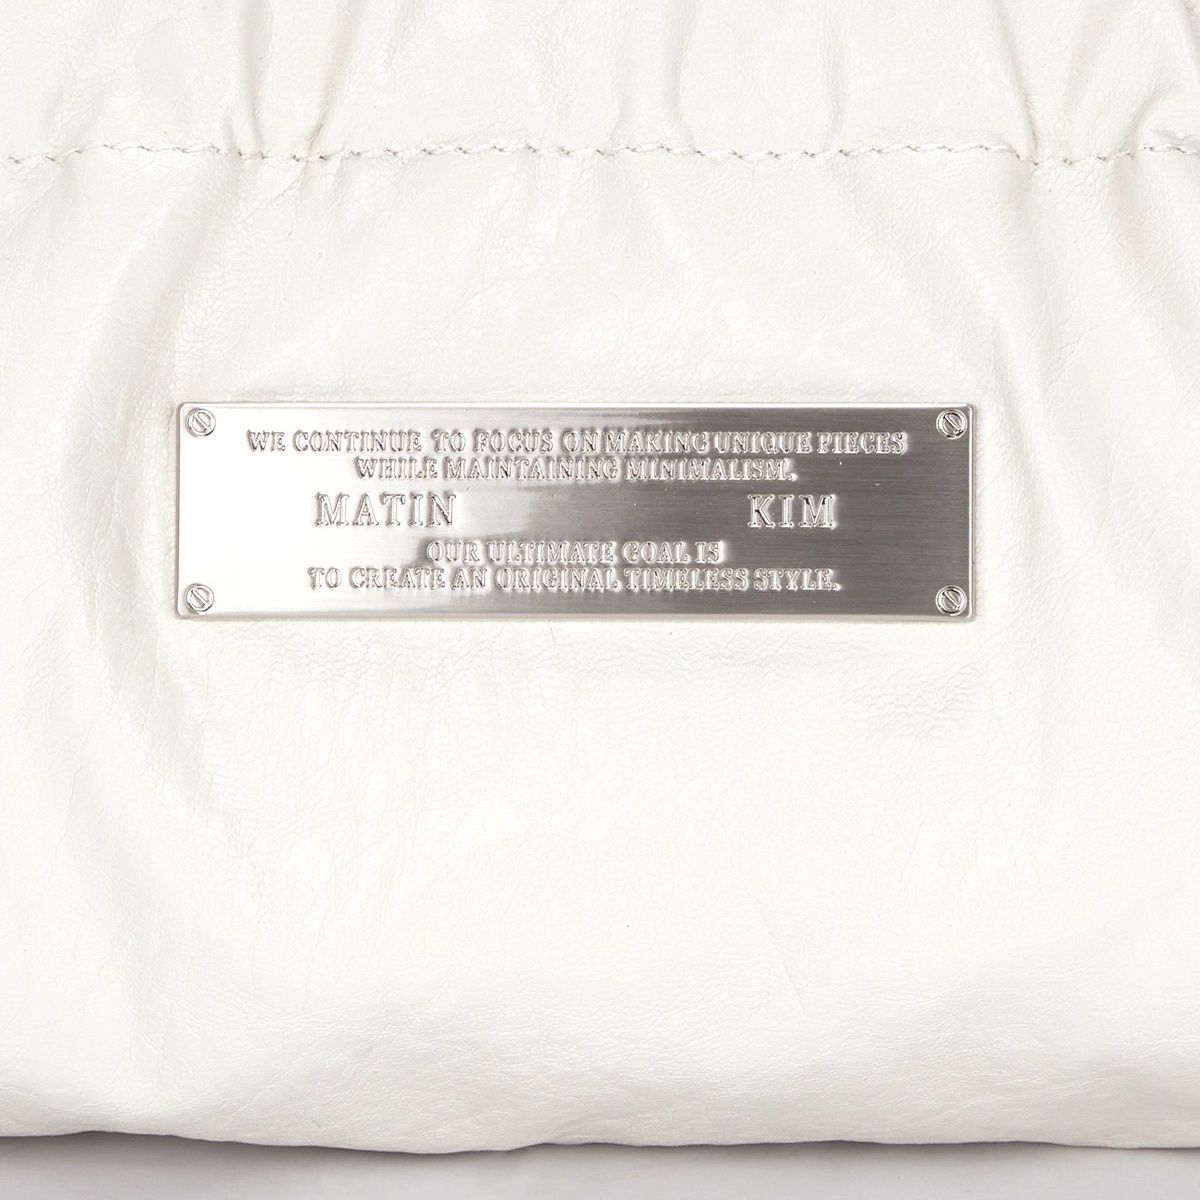 WE CONTINUE TO FOCUS ON MAKING UNIQUE PIECES
WHILE MAINTAINING MINIMALISM.
MATIN KIM
OUR ULTIMATE GOAL IS
TO CREATE AN ORIGINAL TIMELESS STYLE.